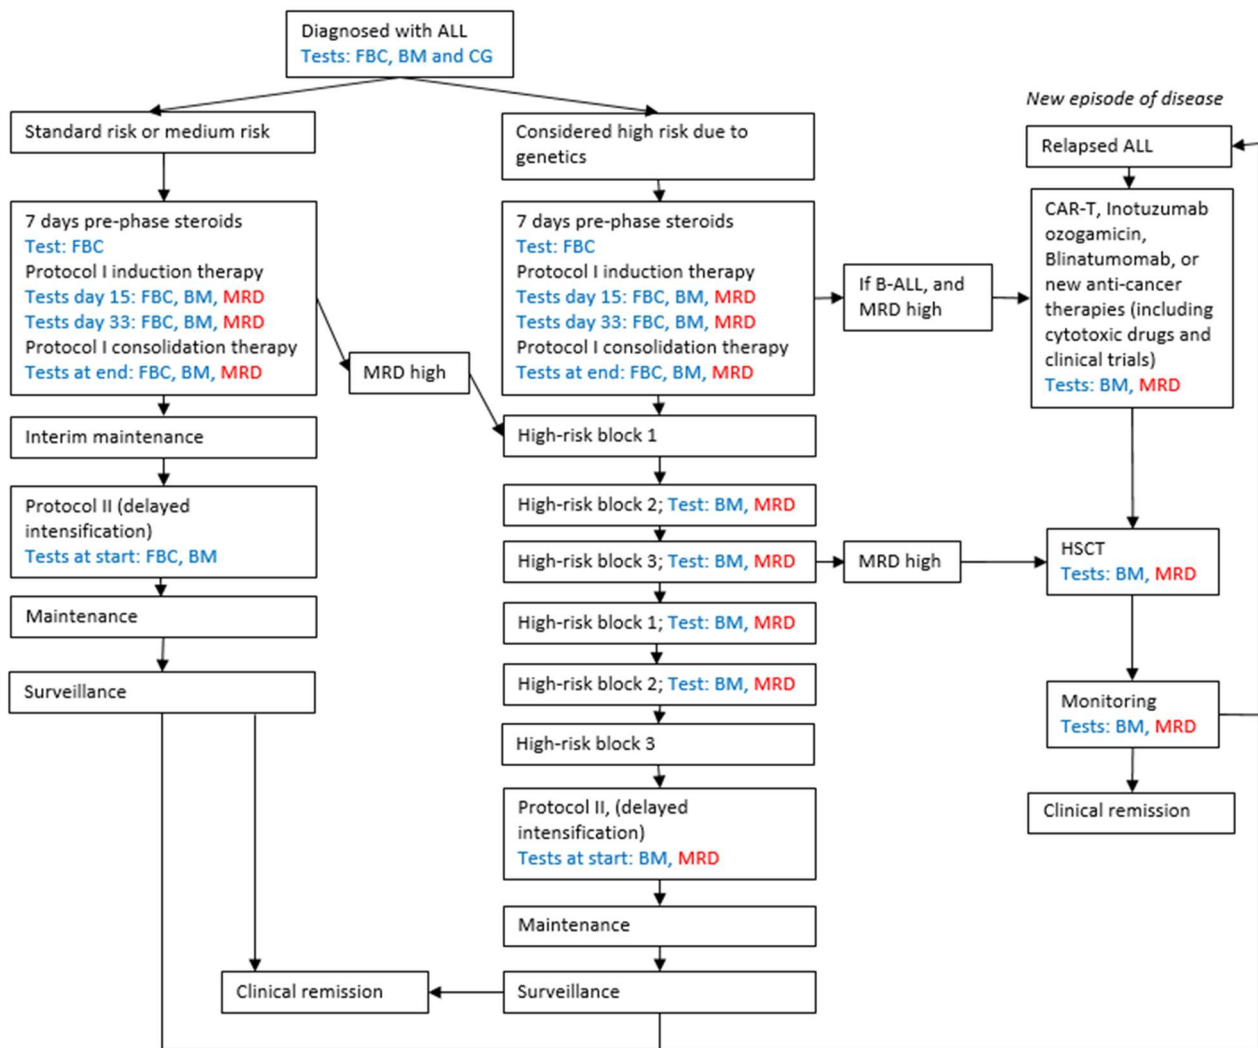 Diagnosed with ALL
Tests: FBC, BM and CG
Standard risk or medium risk
7 days pre-phase steroids
Test: FBC
Protocol I induction therapy
Tests day 15: FBC, BM, MRD
Tests day 33: FBC, BM, MRD
Protocol I consolidation therapy
Tests at end: FBC, BM, MRD
MRD high
Interim maintenance
Protocol II (delayed
intensification)
Tests at start: FBC, BM
Maintenance
Surveillance
Clinical remission
Considered high risk due to
genetics
7 days pre-phase steroids
Test: FBC
Protocol I induction therapy
Tests day 15: FBC, BM, MRD
Tests day 33: FBC, BM, MRD
Protocol I consolidation therapy
Tests at end: FBC, BM, MRD
High-risk block 1
High-risk block 2; Test: BM, MRD
High-risk block 3; Test: BM, MRD
High-risk block 1; Test: BM, MRD
High-risk block 2; Test: BM, MRD
High-risk block 3
Protocol II, (delayed
intensification)
Tests at start: BM, MRD
Maintenance
Surveillance
If B-ALL, and
MRD high
MRD high
New episode of disease
Relapsed ALL
CAR-T, Inotuzumab
ozogamicin,
Blinatumomab, or
new anti-cancer
therapies (including
cytotoxic drugs and
clinical trials)
Tests: BM, MRD
HSCT
Tests: BM, MRD
Monitoring
Tests: BM, MRD
Clinical remission